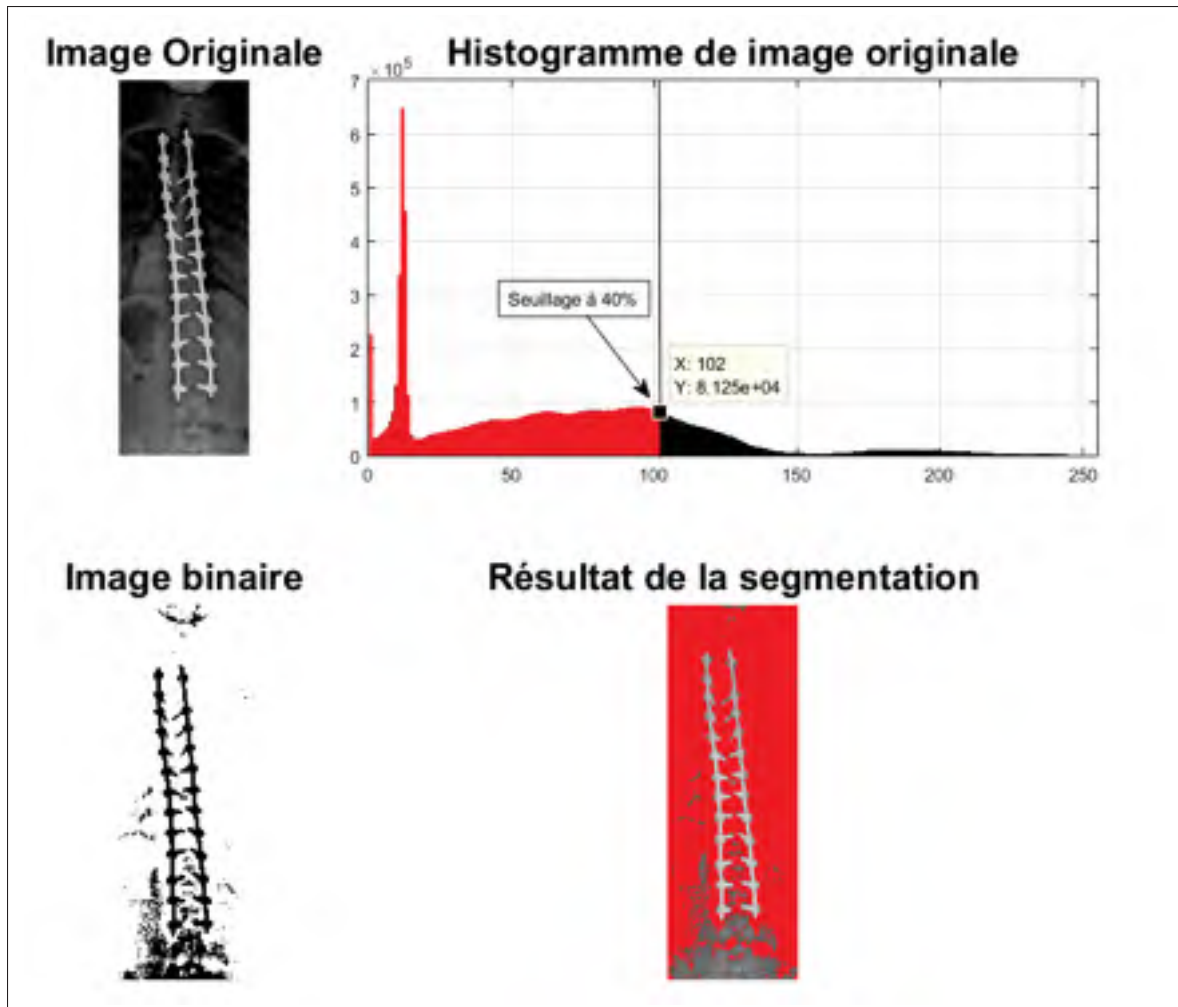 Image Originale
Histogramme de image originale
× 10^5
7
6
5
4
3
2
1
0
Seuillage à 40%
X: 102
Y: 8.125e+04
0 50 100 150 200 250
Image binaire
Résultat de la segmentation